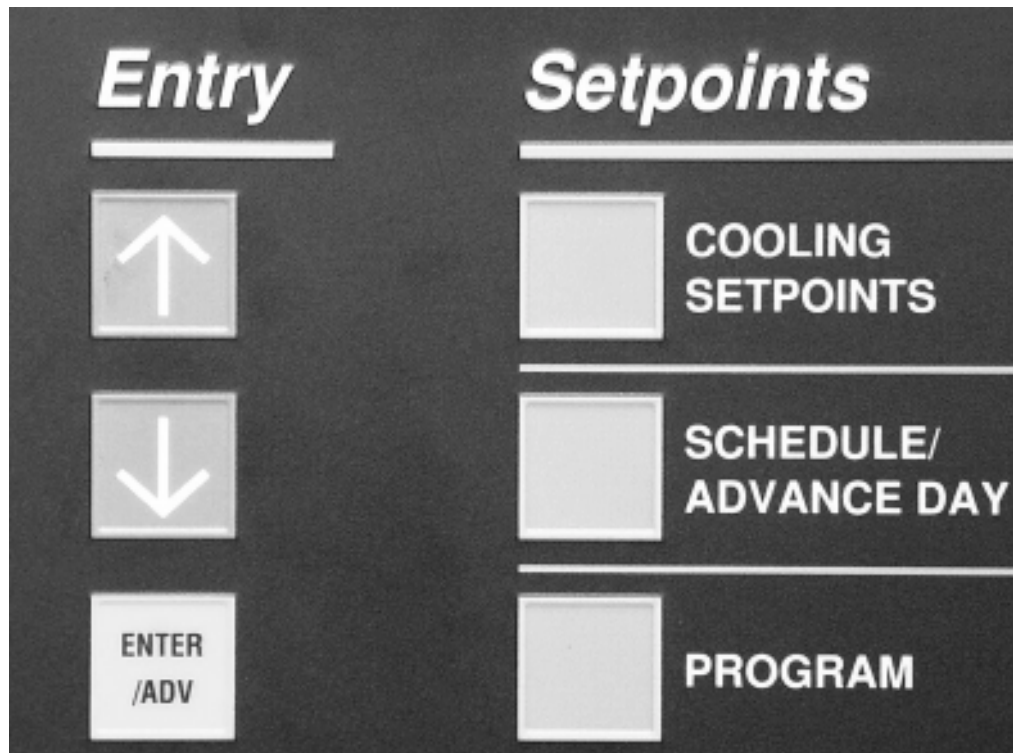 Entry
ENTER
/ADV
Setpoints
COOLING
SETPOINTS
SCHEDULE/
ADVANCE DAY
PROGRAM